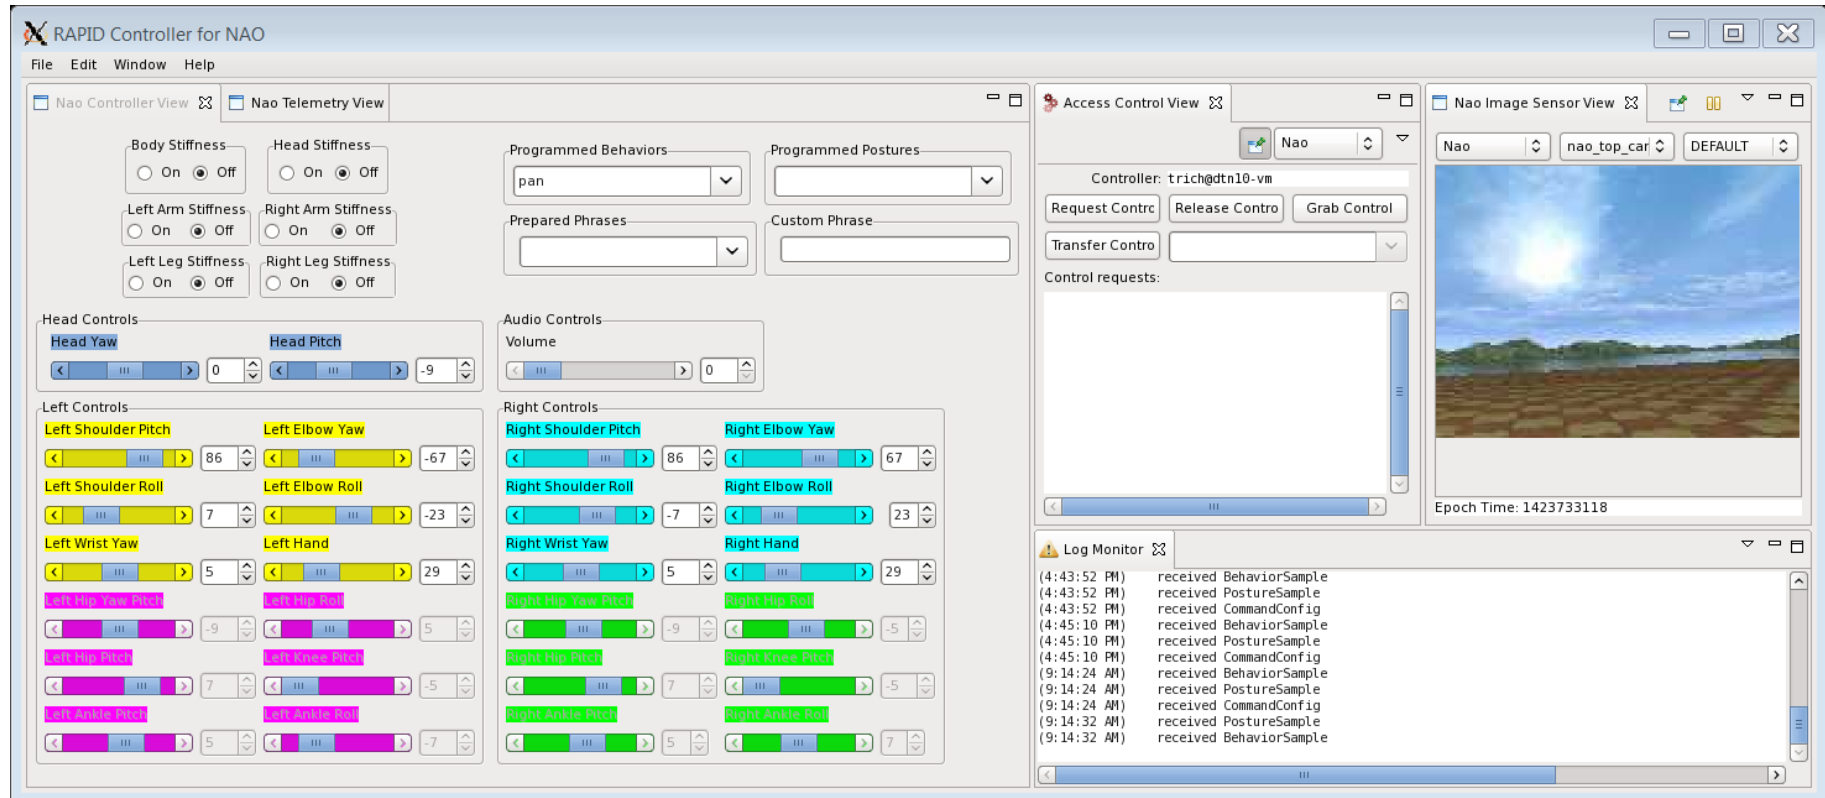 RAPID Controller for NAO
File Edit Window Help
Nao Controller View Nao Telemetry View
Body Stiffness Head Stiffness
On Off On Off
Left Arm Stiffness Right Arm Stiffness
On Off On Off
Left Leg Stiffness Right Leg Stiffness
On Off On Off
Programmed Behaviors Programmed Postures
pan
Prepared Phrases Custom Phrase
Head Controls
Head Yaw Head Pitch
0 -9
Audio Controls
Volume
0
Left Controls
Left Shoulder Pitch Left Elbow Yaw
86 -67
Left Shoulder Roll Left Elbow Roll
7 -23
Left Wrist Yaw Left Hand
5 29
Left Hip Yaw Pitch Left Hip Roll
-9 5
Left Hip Pitch Left Knee Pitch
7 -5
Left Ankle Pitch Left Ankle Roll
5 -7
Right Controls
Right Shoulder Pitch Right Elbow Yaw
86 67
Right Shoulder Roll Right Elbow Roll
-7 23
Right Wrist Yaw Right Hand
5 29
Right Hip Yaw Pitch Right Hip Roll
-9 -5
Right Hip Pitch Right Knee Pitch
7 -5
Right Ankle Pitch Right Ankle Roll
5 7
Access Control View
Nao
Controller: trich@dtn10-vm
Request Contrc Release Contro Grab Control
Transfer Contro
Control requests:
Nao Image Sensor View
Nao nao_top_car DEFAULT
Epoch Time: 1423733118
Log Monitor
(4:43:52 PM) received BehaviorSample
(4:43:52 PM) received PostureSample
(4:43:52 PM) received CommandConfig
(4:45:10 PM) received BehaviorSample
(4:45:10 PM) received PostureSample
(4:45:10 PM) received CommandConfig
(9:14:24 AM) received BehaviorSample
(9:14:24 AM) received PostureSample
(9:14:24 AM) received CommandConfig
(9:14:32 AM) received PostureSample
(9:14:32 AM) received BehaviorSample